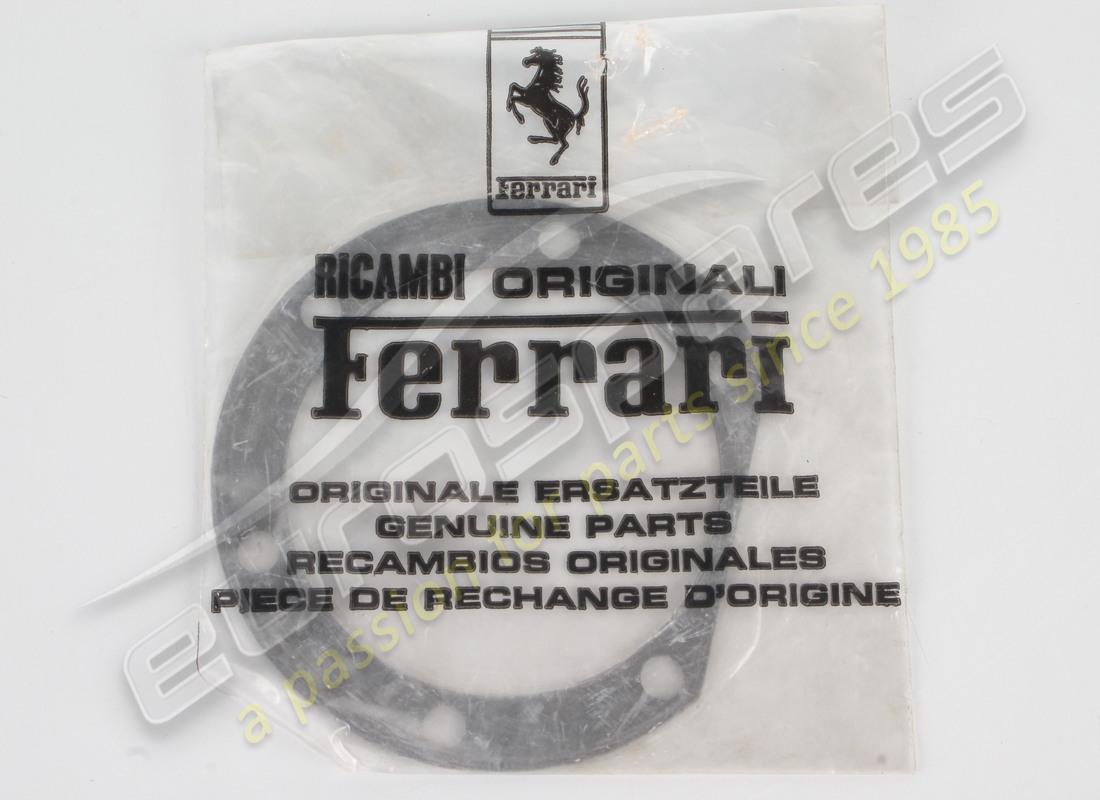 Ferrari
RICAMBI ORIGINALI
Ferrari
ORIGINALE ERSATZTEILE
GENUINE PARTS
RECAMBIOS ORIGINALES
PIECE DE RECHANGE D'ORIGINE
eurospares
a passion for parts since 1985